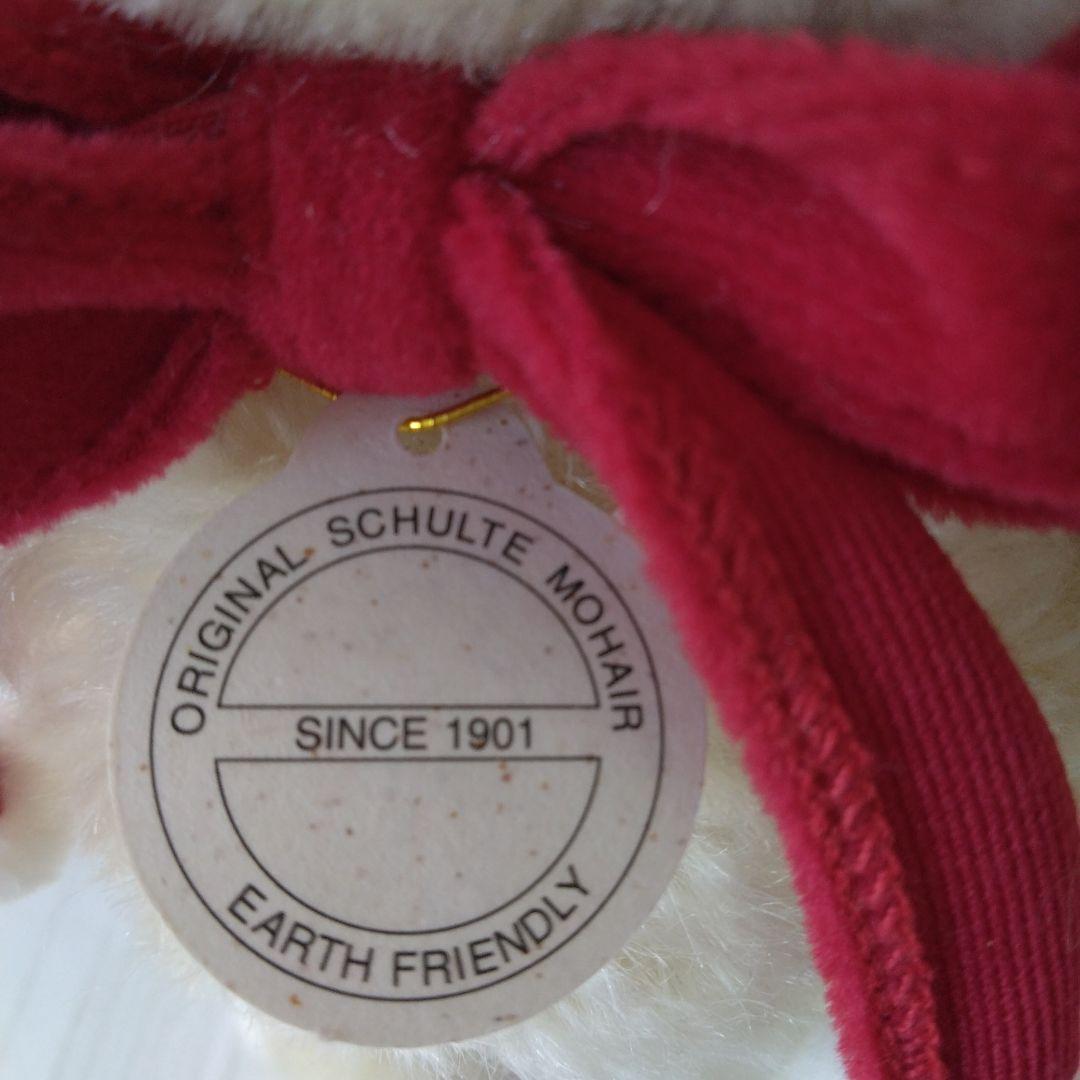 ORIGINAL SCHULTE MOHAIR
SINCE 1901
EARTH FRIENDLY